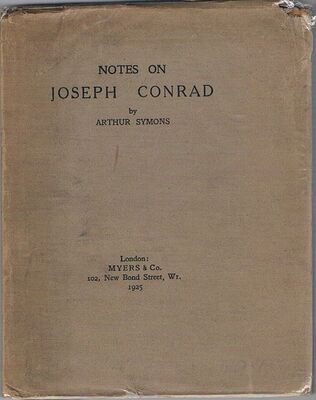 NOTES ON
JOSEPH CONRAD
by
ARTHUR SYMONS
London:
MYERS & Co.
102, New Bond Street, W1.
1925